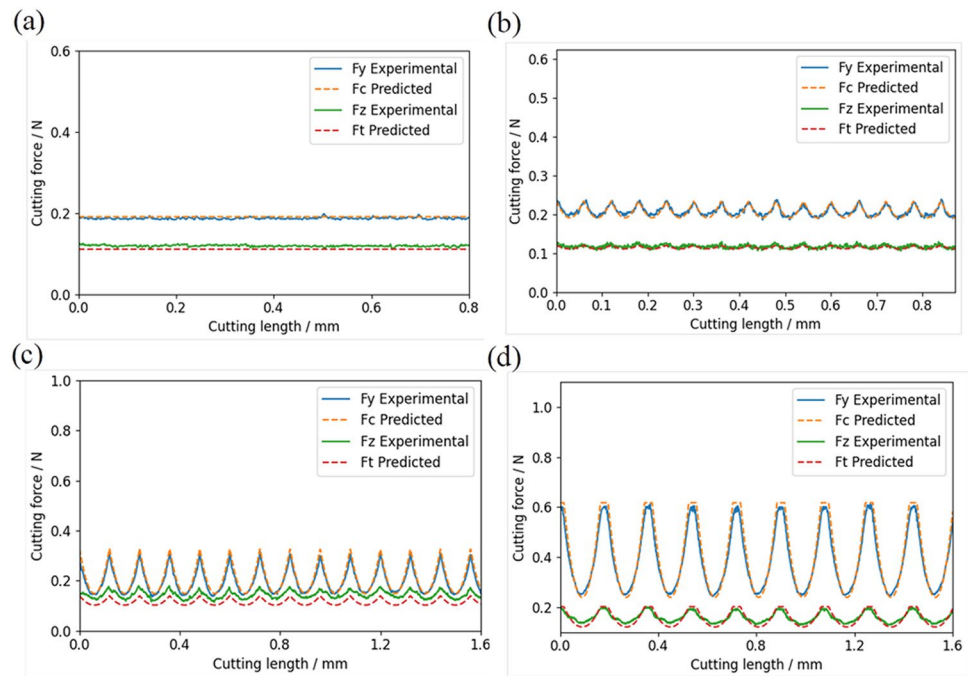 (a)
0.6
0.4
0.2
0.0
Cutting force / N
Fy Experimental
Fc Predicted
Fz Experimental
Ft Predicted
0.0 0.2 0.4 0.6 0.8
Cutting length / mm
(b)
0.6
0.5
0.4
0.3
0.2
0.1
0.0
Cutting force / N
Fy Experimental
Fc Predicted
Fz Experimental
Ft Predicted
0.0 0.1 0.2 0.3 0.4 0.5 0.6 0.7 0.8
Cutting length / mm
(c)
1.0
0.8
0.6
0.4
0.2
0.0
Cutting force / N
Fy Experimental
Fc Predicted
Fz Experimental
Ft Predicted
0.0 0.4 0.8 1.2 1.6
Cutting length / mm
(d)
1.0
0.8
0.6
0.4
0.2
Cutting force / N
Fy Experimental
Fc Predicted
Fz Experimental
Ft Predicted
0.0 0.4 0.8 1.2 1.6
Cutting length / mm